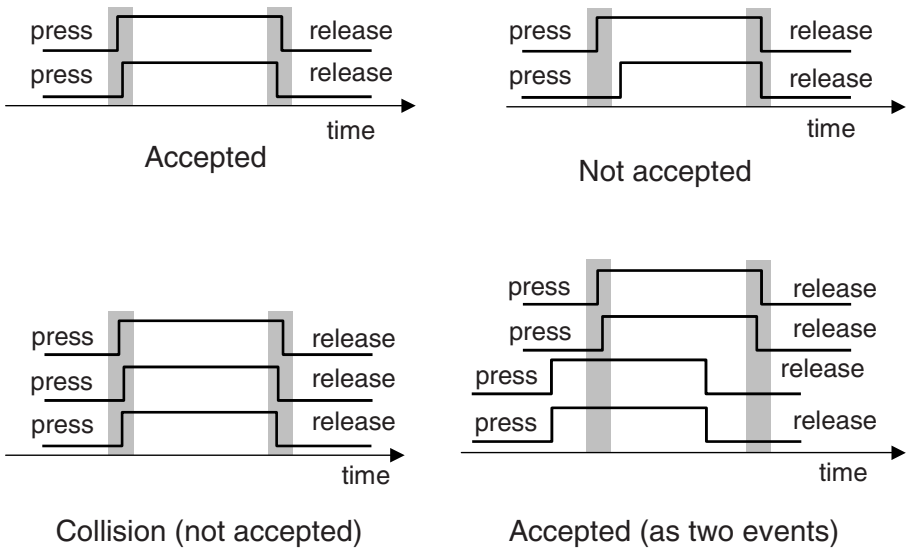 press release
press release
time
Accepted
press release
press release
time
Not accepted
press release
press release
press release
time
Collision (not accepted)
press release
press release
press release
press release
time
Accepted (as two events)